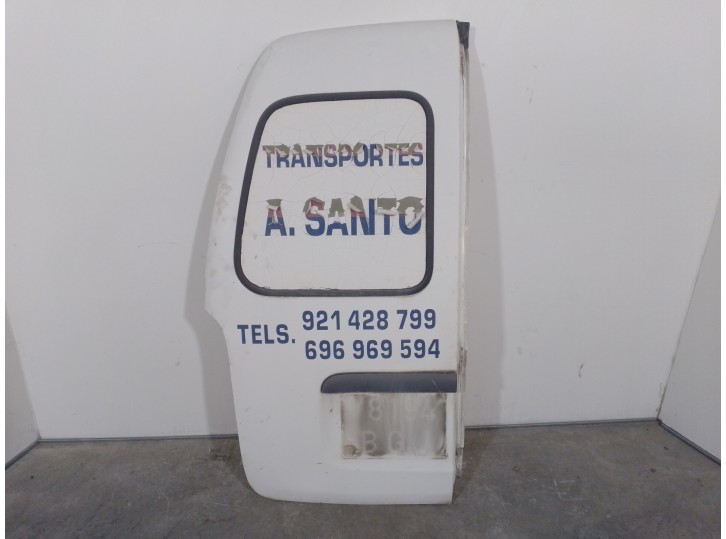 TRANSPORTES
A. SANTO
TELS. 921 428 799
696 969 594